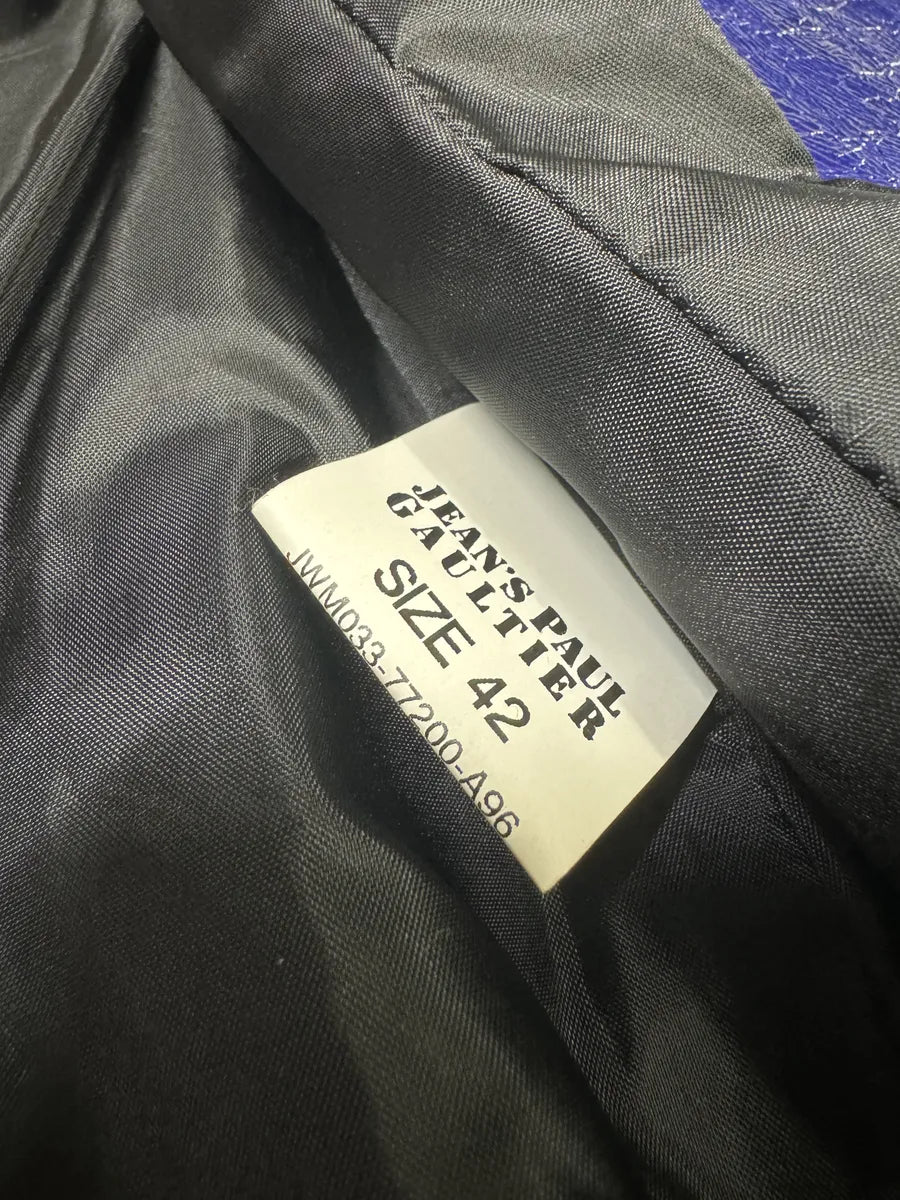 JEAN'S PAUL
GAULTIER
SIZE 42
JWM033-77200-A96